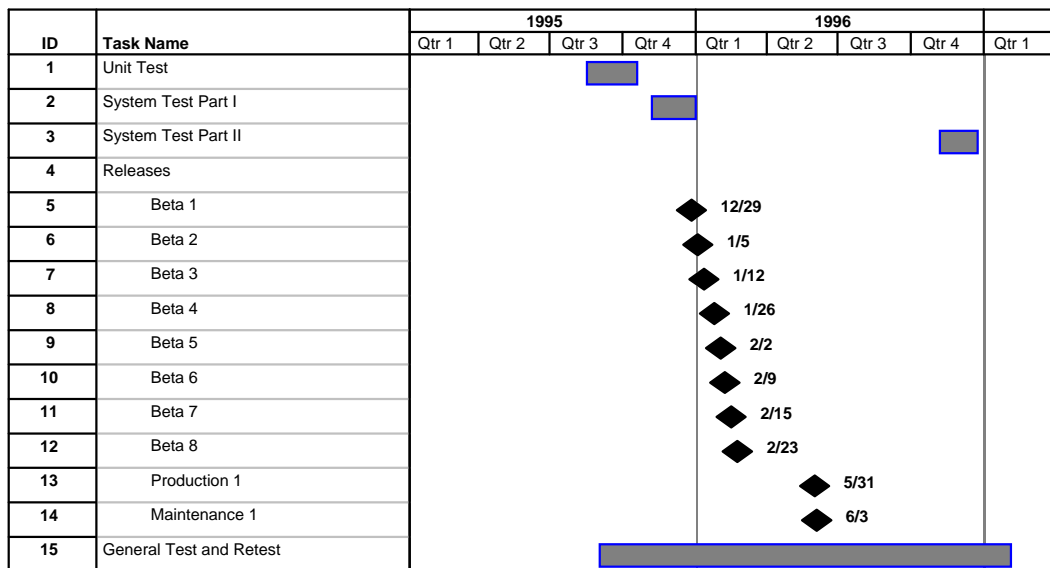 1995 1996
ID Task Name Qtr 1 Qtr 2 Qtr 3 Qtr 4 Qtr 1 Qtr 2 Qtr 3 Qtr 4 Qtr 1
1 Unit Test
2 System Test Part I
3 System Test Part II
4 Releases
5 Beta 1 12/29
6 Beta 2 1/5
7 Beta 3 1/12
8 Beta 4 1/26
9 Beta 5 2/2
10 Beta 6 2/9
11 Beta 7 2/15
12 Beta 8 2/23
13 Production 1 5/31
14 Maintenance 1 6/3
15 General Test and Retest